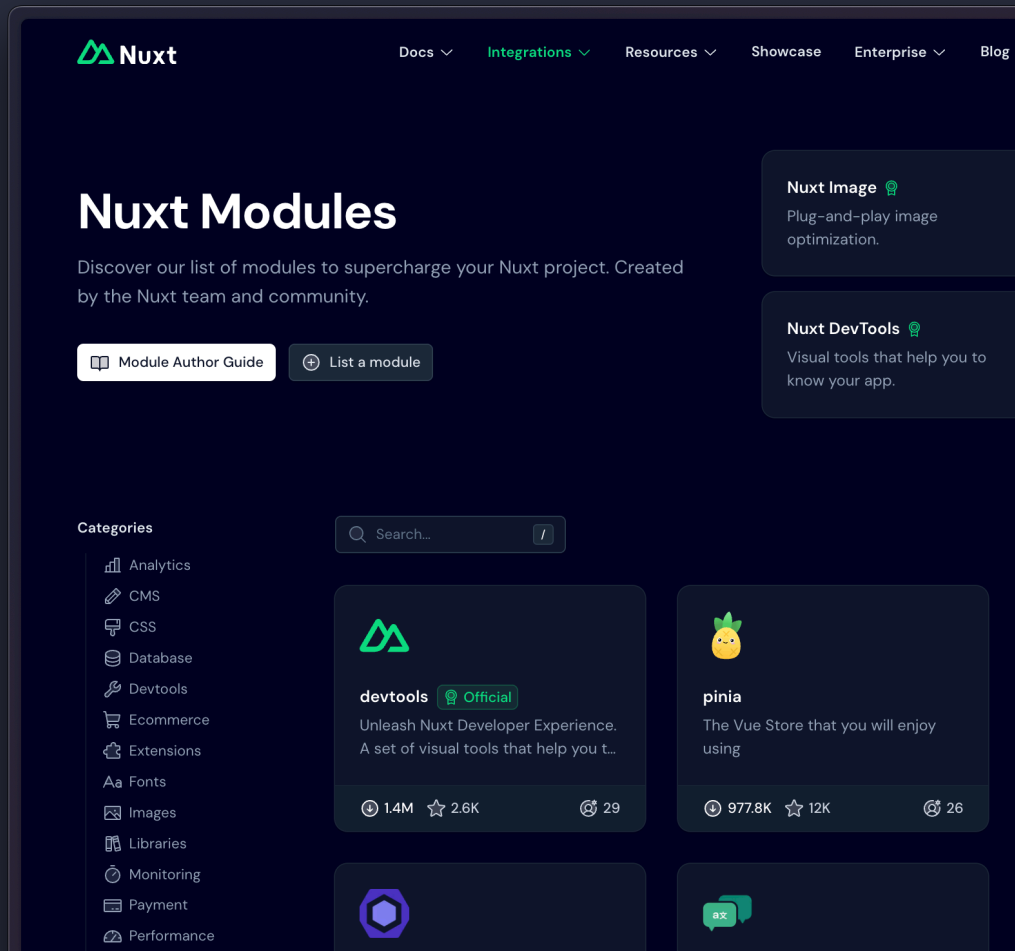 Nuxt
Docs
Integrations
Resources
Showcase
Enterprise
Blog
Nuxt Modules
Discover our list of modules to supercharge your Nuxt project. Created
by the Nuxt team and community.
Module Author Guide
List a module
Nuxt Image
Plug-and-play image
optimization.
Nuxt DevTools
Visual tools that help you to
know your app.
Categories
Analytics
CMS
CSS
Database
Devtools
Ecommerce
Extensions
Aa Fonts
Images
Libraries
Monitoring
Payment
Performance
Search... /
devtools Official
Unleash Nuxt Developer Experience.
A set of visual tools that help you t...
1.4M 2.6K 29
pinia
The Vue Store that you will enjoy
using
977.8K 12K 26
a文